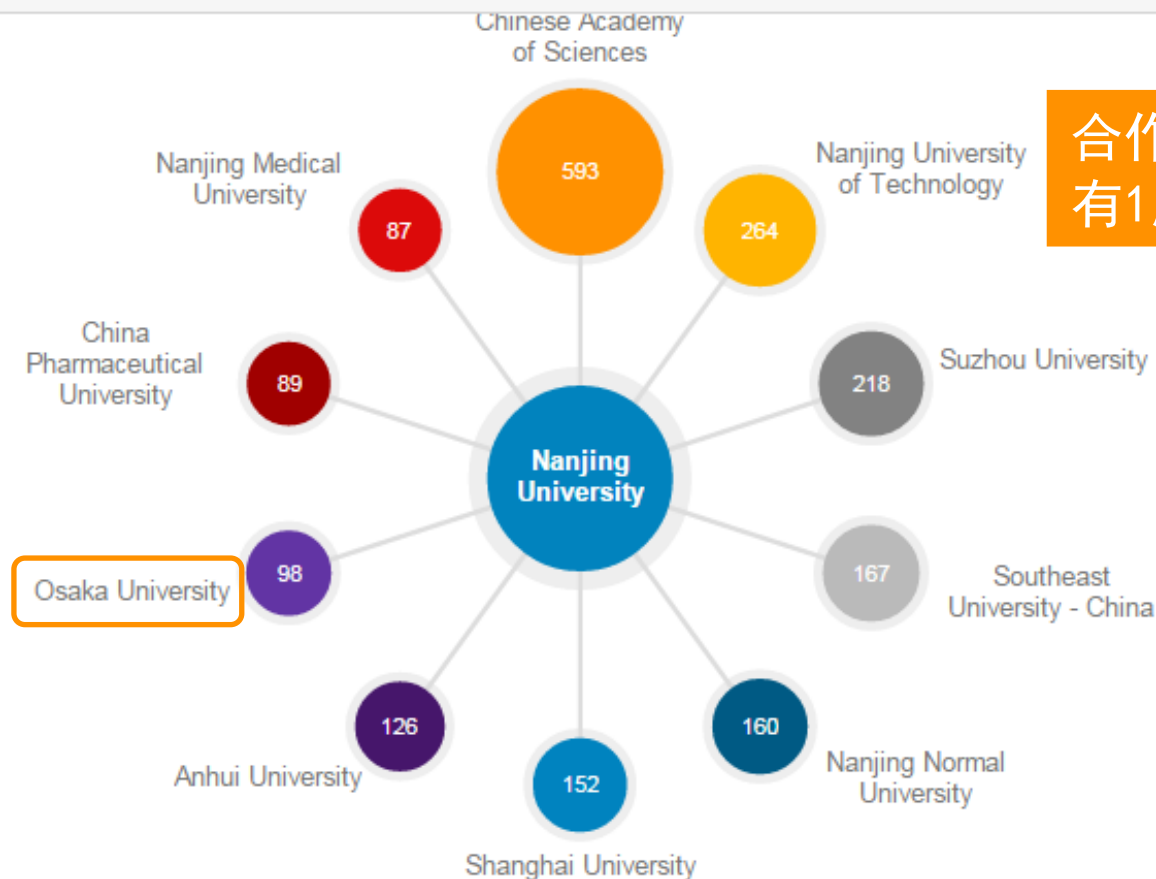 Chinese Academy
of Sciences
593
合作
有1
Nanjing University
of Technology
264
Nanjing Medical
University
87
Suzhou University
218
China
Pharmaceutical
University
89
Nanjing
University
Osaka University
98
167
Southeast
University - China
126
Anhui University
160
Nanjing Normal
University
152
Shanghai University